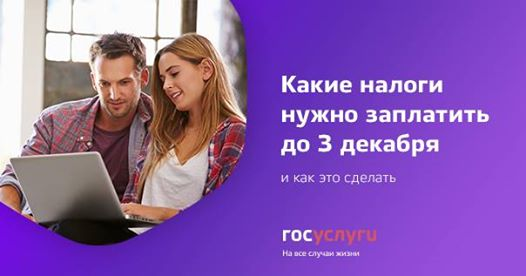 Какие налоги
нужно заплатить
до 3 декабря
и как это сделать
госуслуги
На все случаи жизни